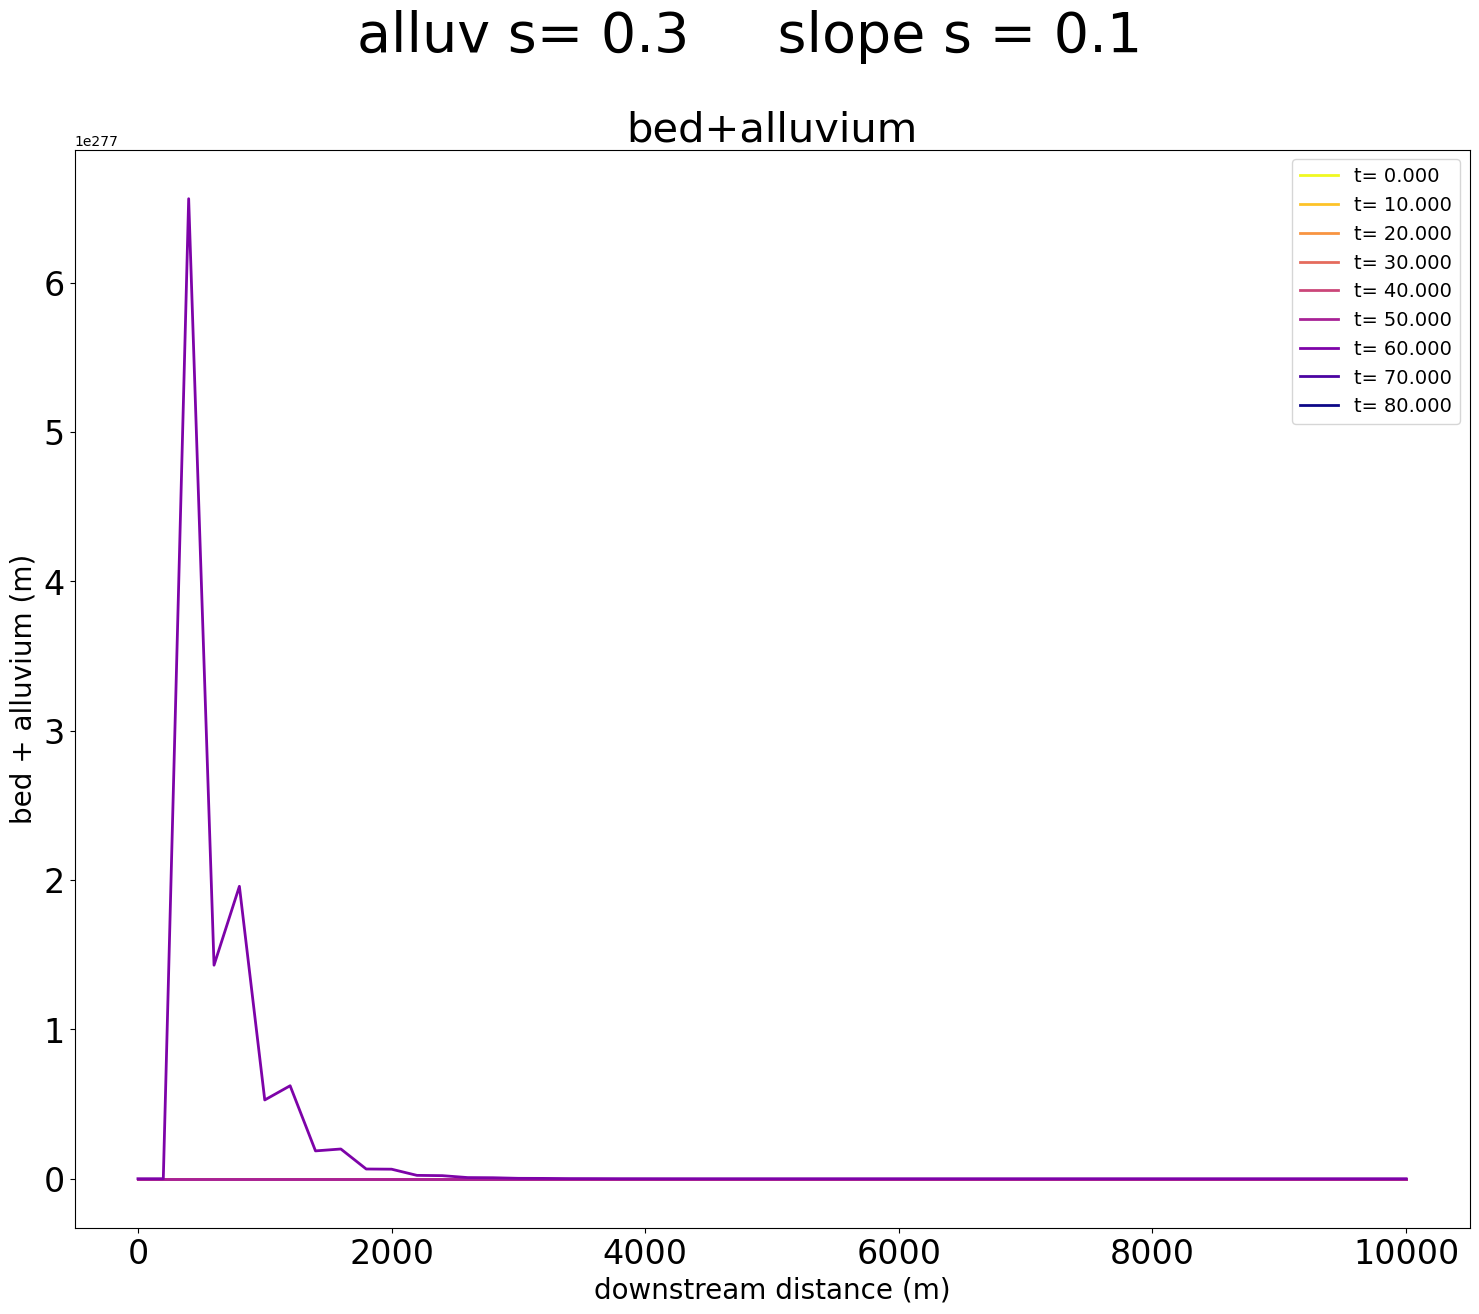 alluv s= 0.3     slope s = 0.1
bed+alluvium
1e277
t= 0.000
t= 10.000
t= 20.000
t= 30.000
t= 40.000
t= 50.000
t= 60.000
t= 70.000
t= 80.000
6
5
4
3
2
1
0
bed + alluvium (m)
0 2000 4000 6000 8000 10000
downstream distance (m)